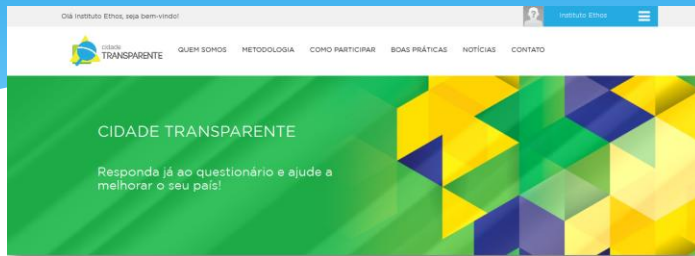 Olá Instituto Ethos, seja bem-vindo!
Instituto Ethos
cidade
TRANSPARENTE
QUEM SOMOS METODOLOGIA COMO PARTICIPAR BOAS PRÁTICAS NOTÍCIAS CONTATO
CIDADE TRANSPARENTE
Responda já ao questionário e ajude a
melhorar o seu país!